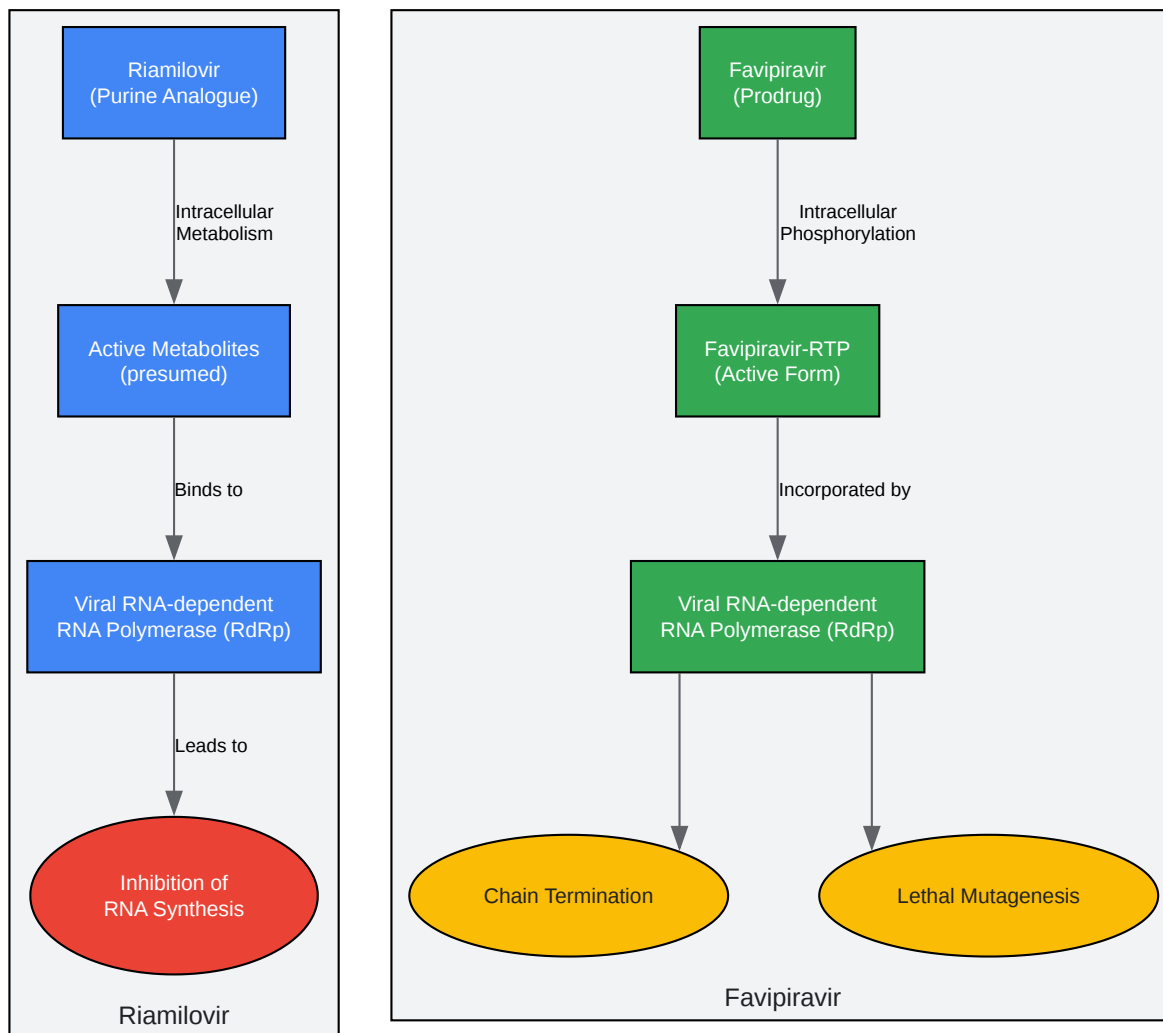 Riamilovir
(Purine Analogue)
Intracellular
Metabolism
Active Metabolites
(presumed)
Binds to
Viral RNA-dependent
RNA Polymerase (RdRp)
Leads to
Inhibition of
RNA Synthesis
Riamilovir
Favipiravir
(Prodrug)
Intracellular
Phosphorylation
Favipiravir-RTP
(Active Form)
Incorporated by
Viral RNA-dependent
RNA Polymerase (RdRp)
Chain Termination
Lethal Mutagenesis
Favipiravir